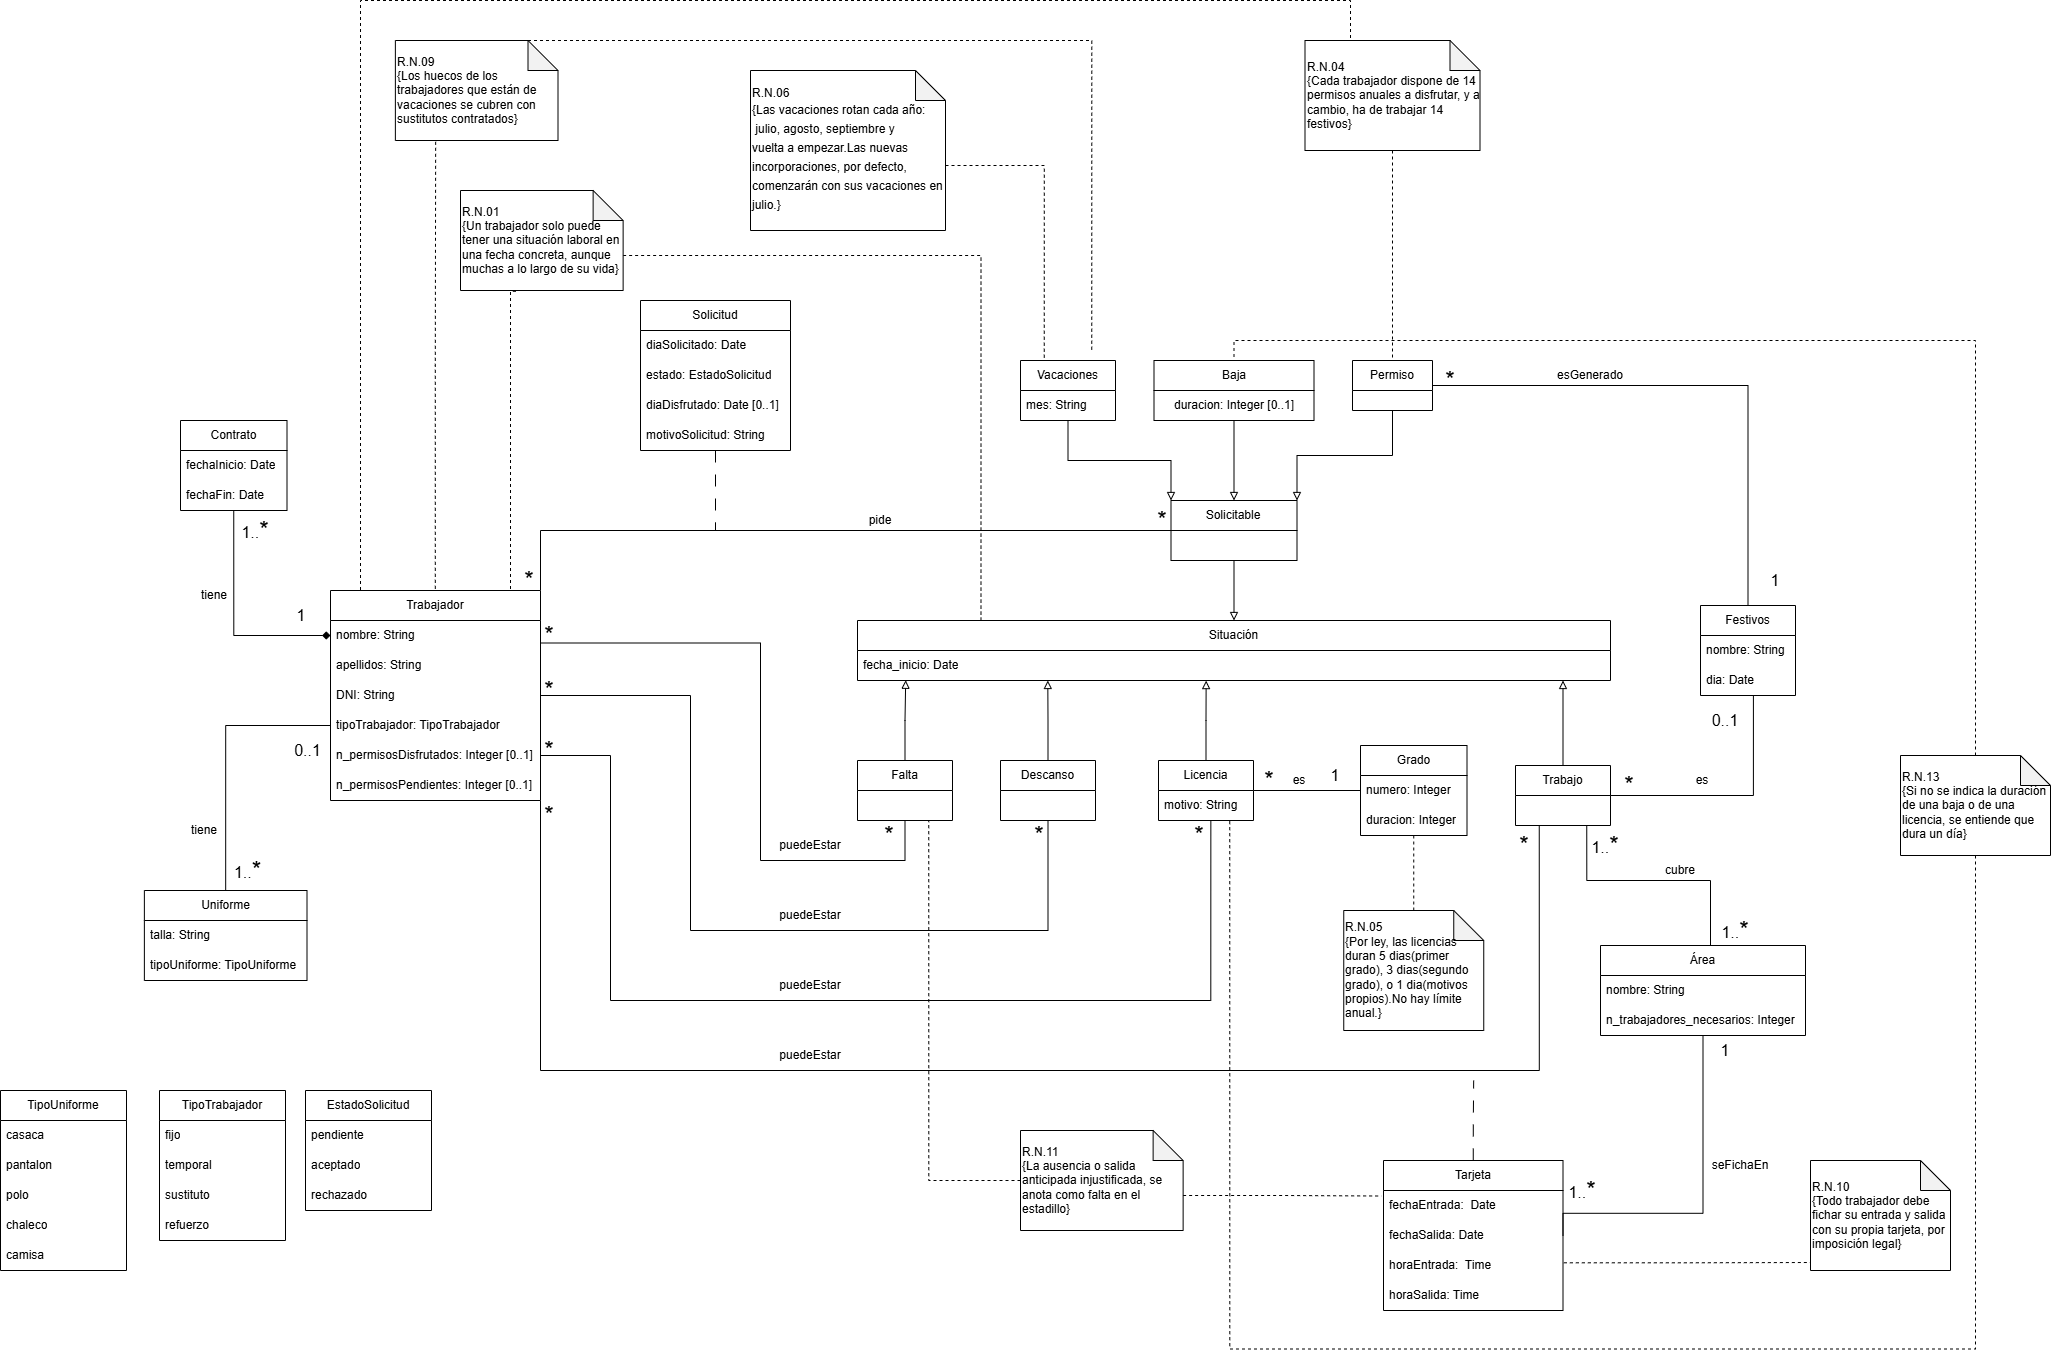 R.N.09
{Los huecos de los
trabajadores que están de
vacaciones se cubren con
sustitutos contratados}
R.N.06
{Las vacaciones rotan cada año:
julio, agosto, septiembre y
vuelta a empezar.Las nuevas
incorporaciones, por defecto,
comenzarán con sus vacaciones en
julio.}
R.N.04
{Cada trabajador dispone de 14
permisos anuales a disfrutar, y a
cambio, ha de trabajar 14
festivos}
R.N.01
{Un trabajador solo puede
tener una situación laboral en
una fecha concreta, aunque
muchas a lo largo de su vida}
Solicitud
diaSolicitado: Date
estado: EstadoSolicitud
diaDisfrutado: Date [0..1]
motivoSolicitud: String
Vacaciones
mes: String
Baja
duracion: Integer [0..1]
Permiso
*
esGenerado
1
Contrato
fechaInicio: Date
fechaFin: Date
1..*
tiene
1
pide
*
*
Solicitable
Trabajador
nombre: String
apellidos: String
DNI: String
tipoTrabajador: TipoTrabajador
n_permisosDisfrutados: Integer [0..1]
n_permisosPendientes: Integer [0..1]
*
*
*
*
Situación
fecha_inicio: Date
Festivos
nombre: String
dia: Date
0..1
0..1
tiene
1..*
Uniforme
talla: String
tipoUniforme: TipoUniforme
Falta
*
Descanso
*
Licencia
motivo: String
*
*
es
1
Grado
numero: Integer
duracion: Integer
Trabajo
*
es
*
1..*
cubre
1..*
R.N.13
{Si no se indica la duración
de una baja o de una
licencia, se entiende que
dura un día}
puedeEstar
puedeEstar
puedeEstar
puedeEstar
R.N.05
{Por ley, las licencias
duran 5 dias(primer
grado), 3 dias(segundo
grado), o 1 dia(motivos
propios).No hay límite
anual.}
Área
nombre: String
n_trabajadores_necesarios: Integer
1
seFichaEn
1..*
TipoUniforme
casaca
pantalon
polo
chaleco
camisa
TipoTrabajador
fijo
temporal
sustituto
refuerzo
EstadoSolicitud
pendiente
aceptado
rechazado
R.N.11
{La ausencia o salida
anticipada injustificada, se
anota como falta en el
estadillo}
Tarjeta
fechaEntrada: Date
fechaSalida: Date
horaEntrada: Time
horaSalida: Time
R.N.10
{Todo trabajador debe
fichar su entrada y salida
con su propia tarjeta, por
imposición legal}